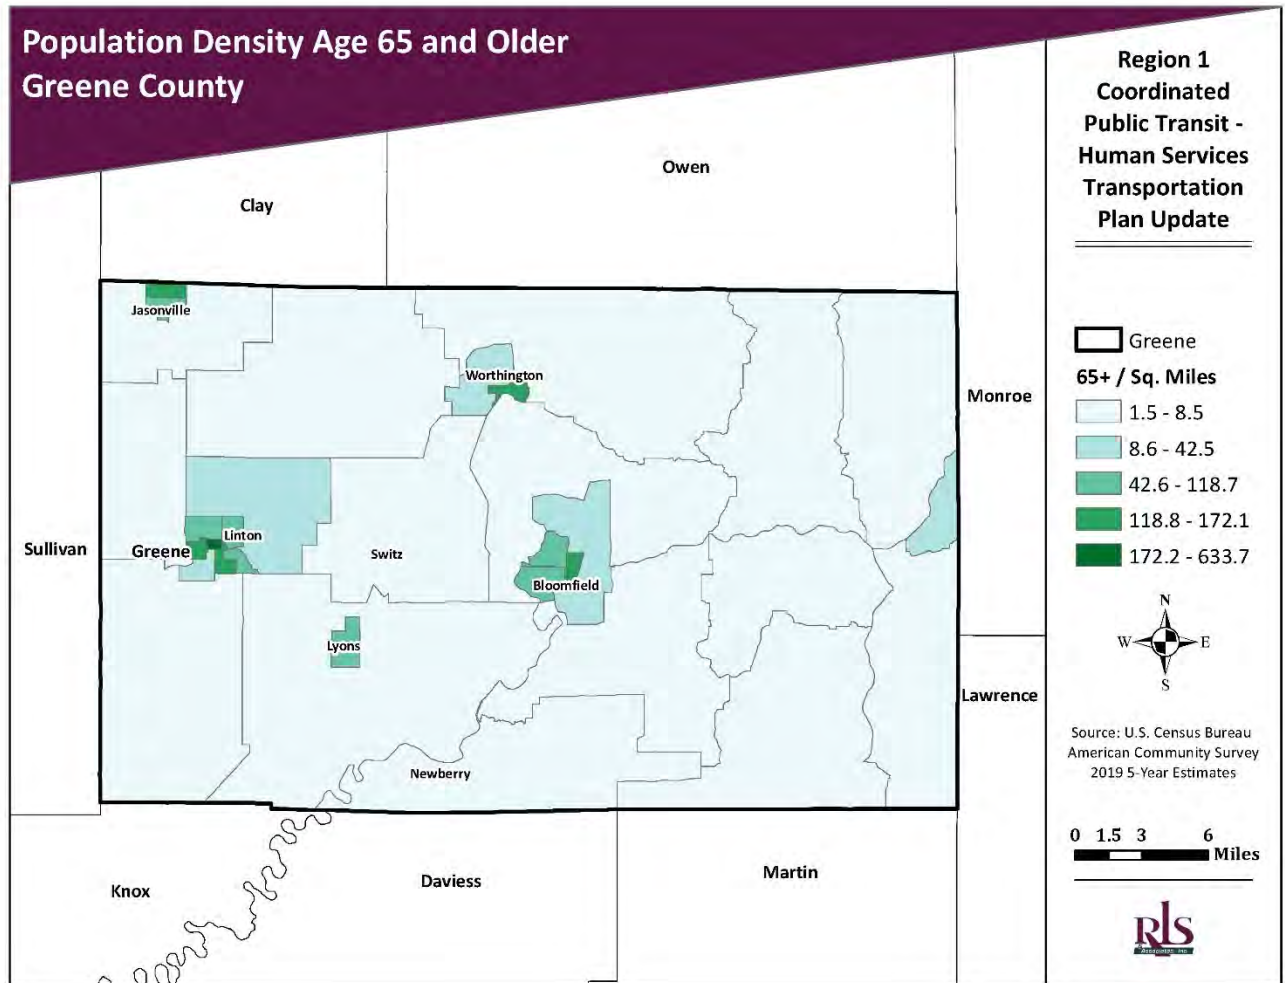 Population Density Age 65 and Older
Greene County
Region 1
Coordinated
Public Transit -
Human Services
Transportation
Plan Update
Owen
Clay
Jasonville
Worthington
Monroe
Sullivan
Greene
Linton
Switz
Bloomfield
Lyons
Lawrence
Newberry
Knox
Daviess
Martin
Greene
65+ / Sq. Miles
1.5 - 8.5
8.6 - 42.5
42.6 - 118.7
118.8 - 172.1
172.2 - 633.7
N
W E
S
Source: U.S. Census Bureau
American Community Survey
2019 5-Year Estimates
0 1.5 3 6
Miles
RLS
& Associates, Inc.